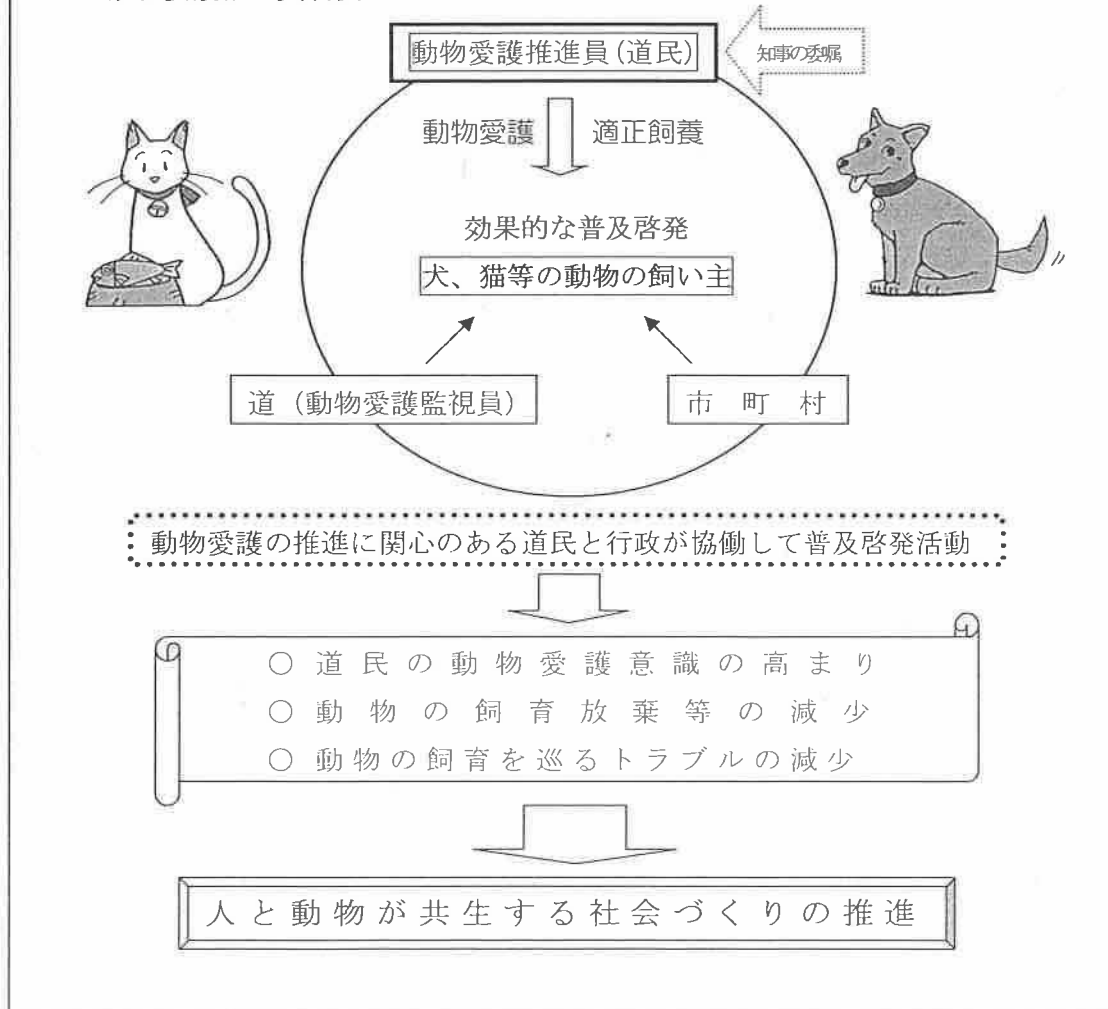 動物愛護推進員(道民)
知事の委嘱
動物愛護 適正飼養
効果的な普及啓発
犬、猫等の動物の飼い主
道(動物愛護監視員)
市町村
動物愛護の推進に関心のある道民と行政が協働して普及啓発活動
○ 道民の動物愛護意識の高まり
○ 動物の飼育放棄等の減少
○ 動物の飼育を巡るトラブルの減少
人と動物が共生する社会づくりの推進